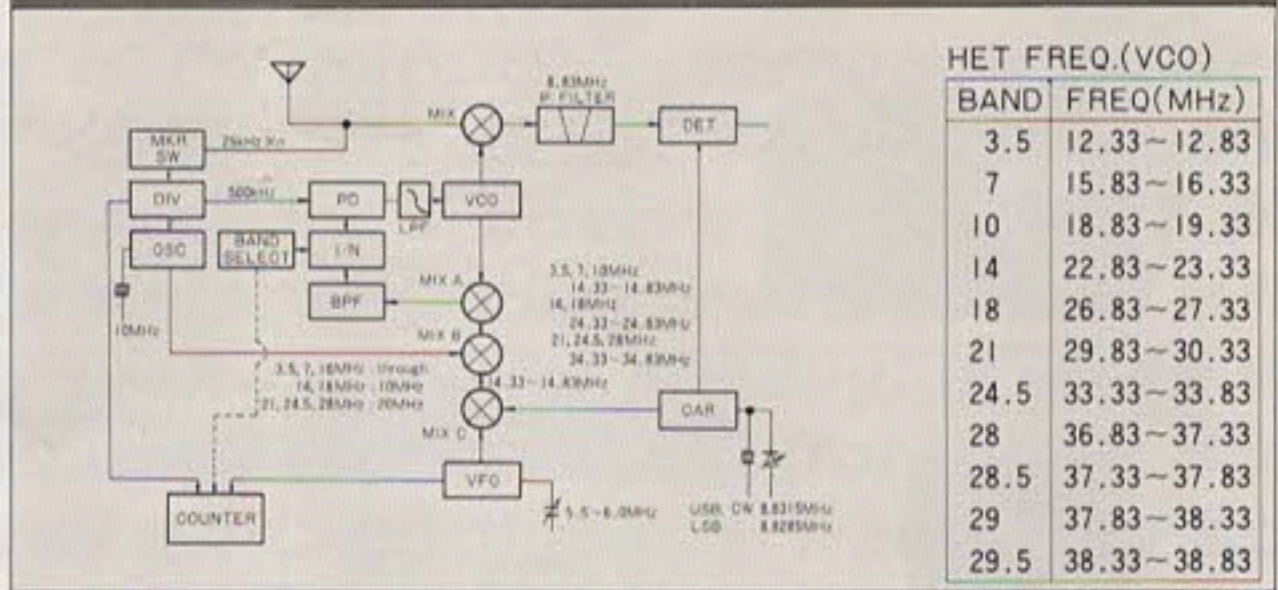 8.83MHz
IF FILTER
MIX
DET
MKR
SW
25kHz Xn
DIV
500kHz
PD
LPF
VCO
OSC
BAND
SELECT
1/N
MIX A
BPF
10MHz
MIX B
3.5, 7, 10MHz
14.33~14.83MHz
14, 18MHz
24.33~24.83MHz
21, 24.5, 28MHz
34.33~34.83MHz
3.5, 7, 10MHz : through
14, 18MHz : 10MHz
21, 24.5, 28MHz : 20MHz
14.33~14.83MHz
CAR
MIX C
VFO
5.5~6.0MHz
USB, CW 8.8315MHz
LSB 8.8285MHz
COUNTER
HET FREQ.(VCO)
BAND FREQ(MHz)
3.5 12.33~12.83
7 15.83~16.33
10 18.83~19.33
14 22.83~23.33
18 26.83~27.33
21 29.83~30.33
24.5 33.33~33.83
28 36.83~37.33
28.5 37.33~37.83
29 37.83~38.33
29.5 38.33~38.83